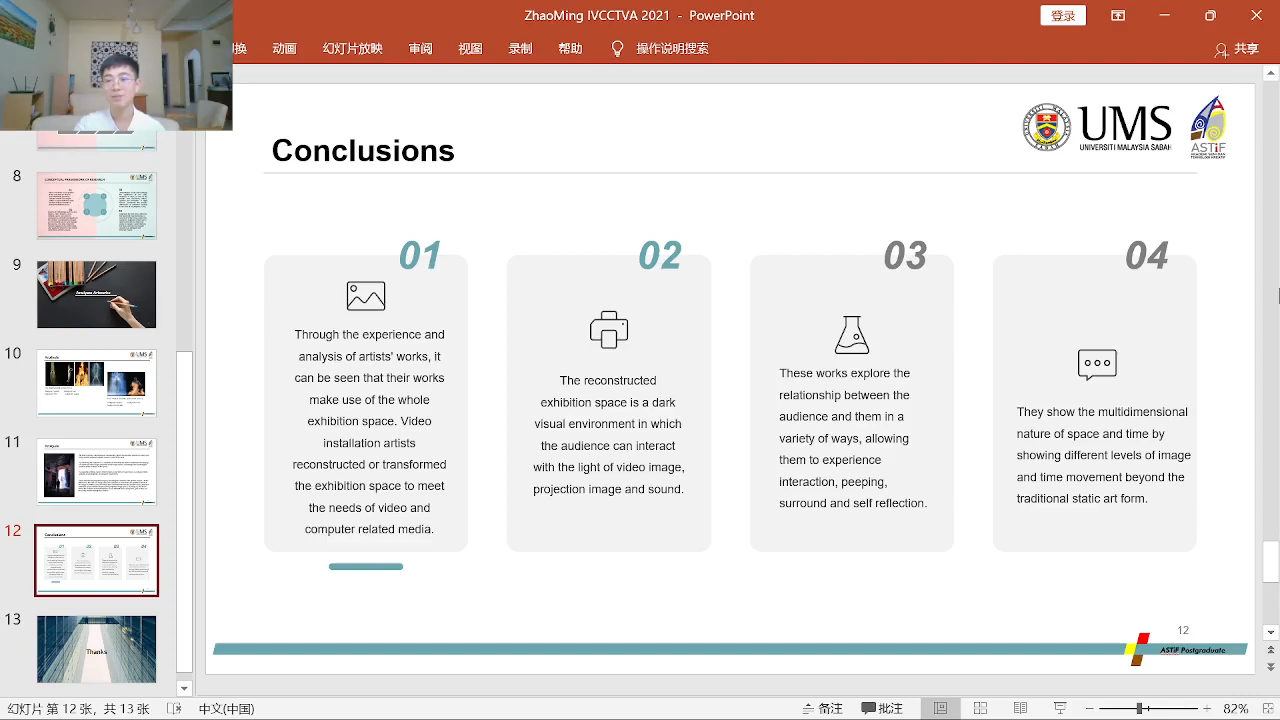 ZhaoMing IVCCTVA 2021 - PowerPoint
登录
换
动画
幻灯片放映
审阅
视图
录制
帮助
操作说明搜索
共享
8
9
10
11
12
13
Thanks
UMS
UNIVERSITI MALAYSIA SABAH
ASTiF
Conclusions
01
Through the experience and
analysis of artists' works, it
can be seen that their works
make use of the whole
exhibition space. Video
installation artists
reconstructed or transformed
the exhibition space to meet
the needs of video and
computer related media.
02
The reconstructed
exhibition space is a dark
visual environment in which
the audience can interact
with the light of video image,
projection image and sound.
03
These works explore the
relationship between the
audience and them in a
variety of ways, allowing
them to experience
interaction, peeping,
surround and self reflection.
04
They show the multidimensional
nature of space and time by
showing different levels of image
and time movement beyond the
traditional static art form.
12
ASTiF Postgraduate
幻灯片 第 12 张，共 13 张
中文(中国)
备注
批注
82%